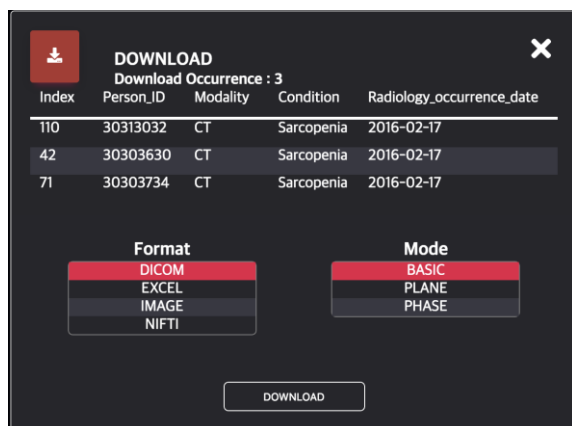 DOWNLOAD
Download Occurrence : 3
Index Person_ID Modality Condition Radiology_occurrence_date
110 30313032 CT Sarcopenia 2016-02-17
42 30303630 CT Sarcopenia 2016-02-17
71 30303734 CT Sarcopenia 2016-02-17
Format Mode
DICOM BASIC
EXCEL PLANE
IMAGE PHASE
NIFTI
DOWNLOAD